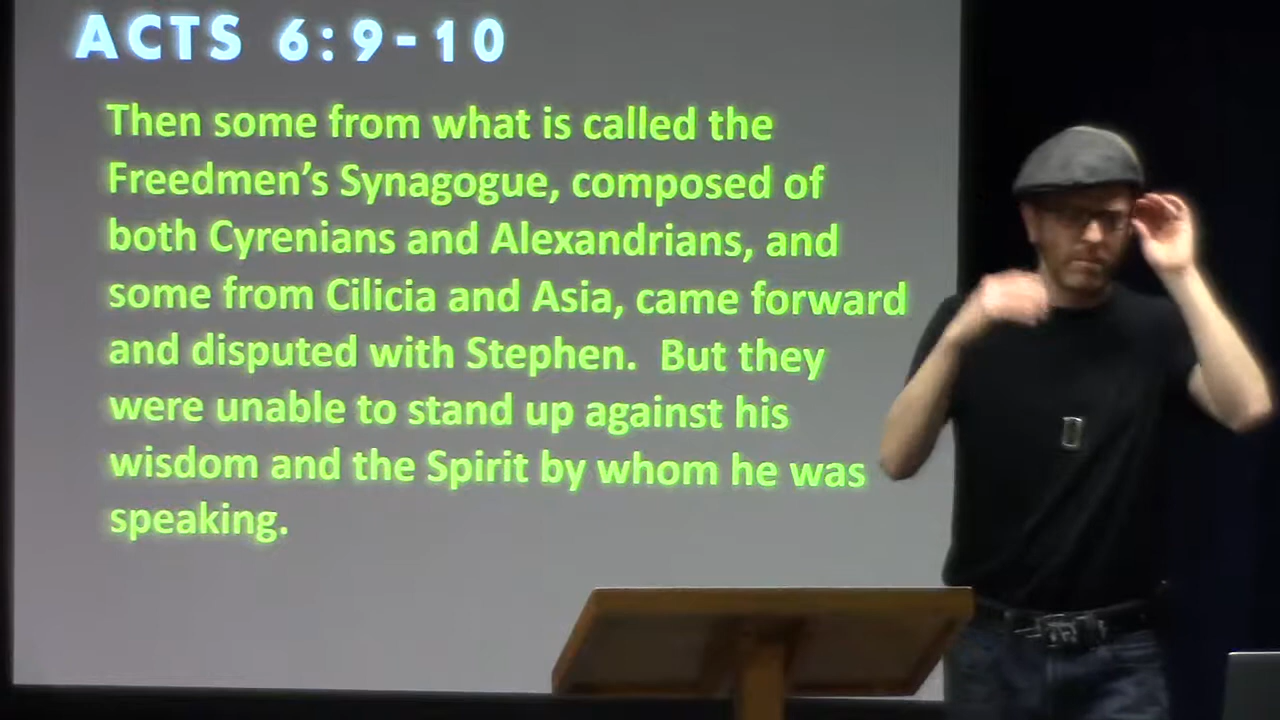 ACTS 6:9-10
Then some from what is called the
Freedmen’s Synagogue, composed of
both Cyrenians and Alexandrians, and
some from Cilicia and Asia, came forward
and disputed with Stephen.  But they
were unable to stand up against his
wisdom and the Spirit by whom he was
speaking.